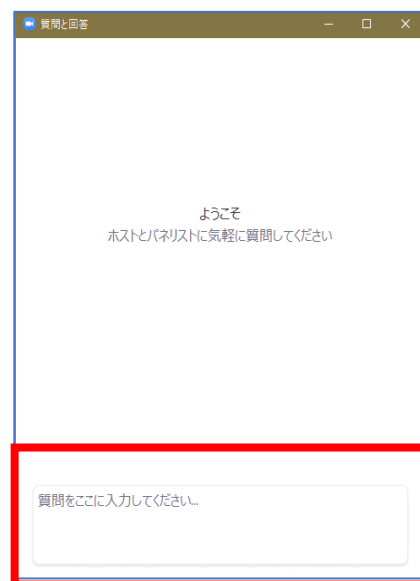 質問と回答
ようこそ
ホストとパネリストに気軽に質問してください
質問をここに入力してください...